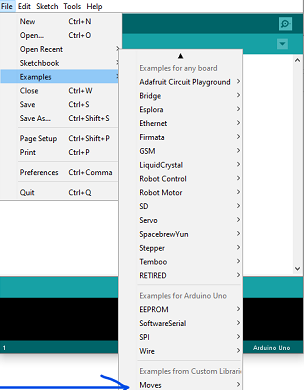 File Edit Sketch Tools Help
New Ctrl+N
Open... Ctrl+O
Open Recent
Sketchbook
Examples
Close Ctrl+W
Save Ctrl+S
Save As... Ctrl+Shift+S
Page Setup Ctrl+Shift+P
Print Ctrl+P
Preferences Ctrl+Comma
Quit Ctrl+Q
Examples for any board
Adafruit Circuit Playground
Bridge
Esplora
Ethernet
Firmata
GSM
LiquidCrystal
Robot Control
Robot Motor
SD
Servo
SpacebrewYun
Stepper
Temboo
RETIRED
Examples for Arduino Uno
EEPROM
SoftwareSerial
SPI
Wire
Examples from Custom Librari
Moves
1
Arduino Uno